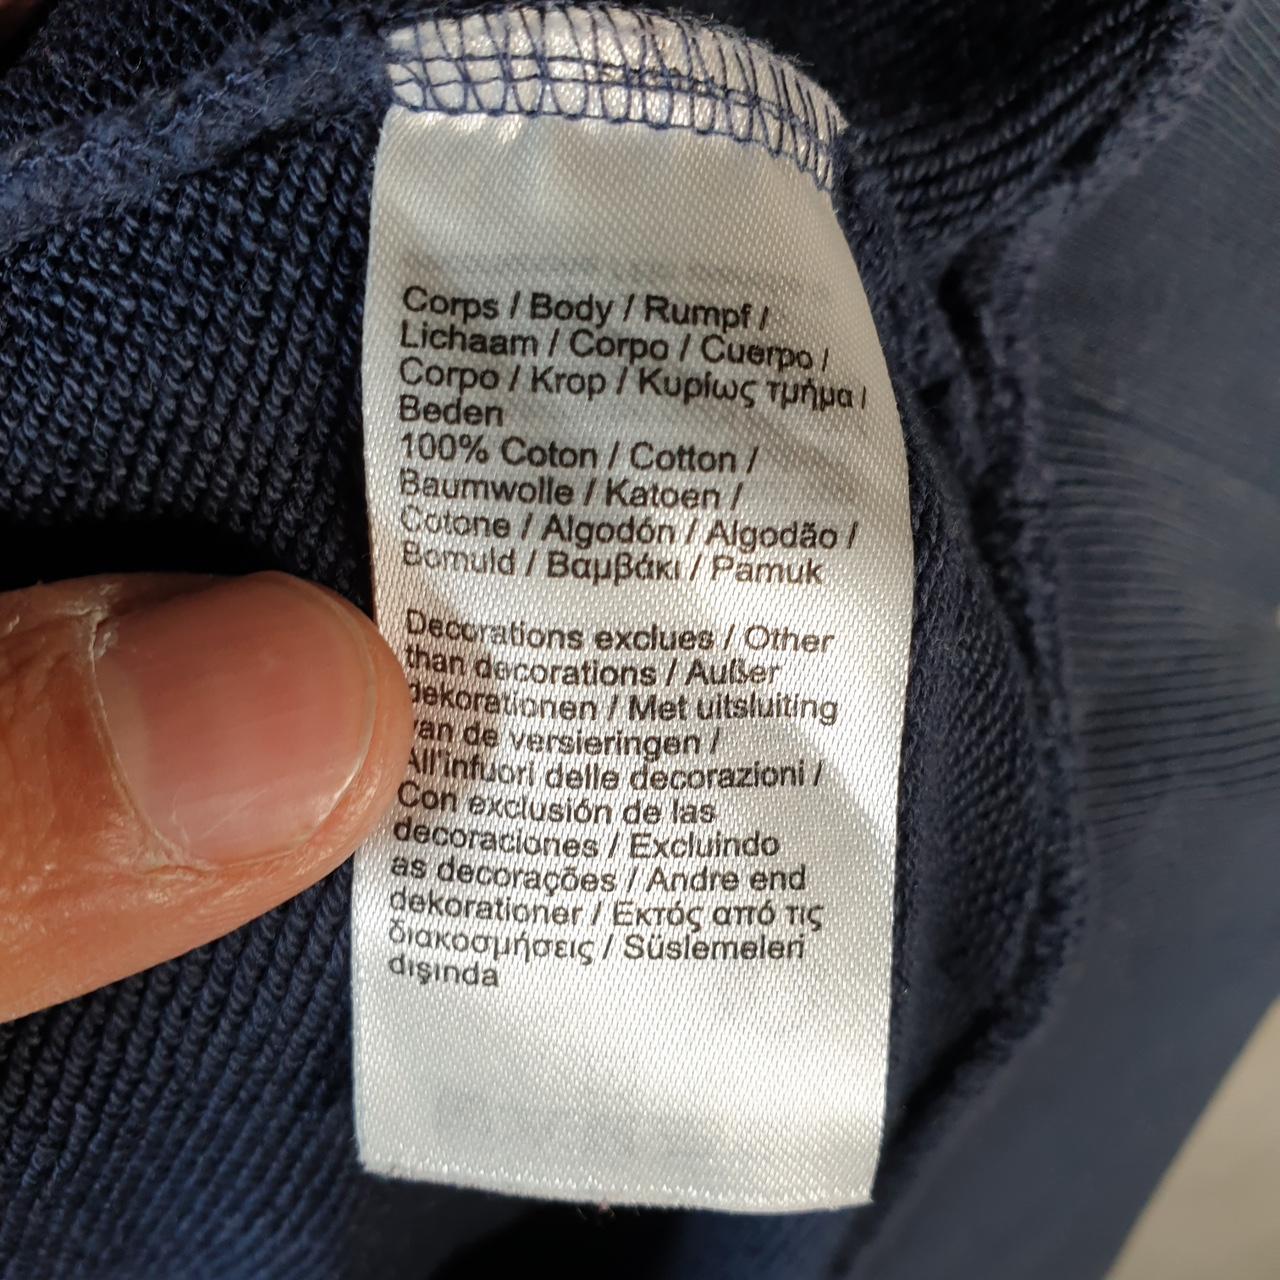 Corps / Body / Rumpf /
Lichaam / Corpo / Cuerpo /
Corpo / Krop / Κυρίως τμήμα /
Beden
100% Coton / Cotton /
Baumwolle / Katoen /
Cotone / Algodón / Algodão /
Bomuld / Βαμβάκι / Pamuk
Decorations exclues / Other
than decorations / Außer
dekorationen / Met uitsluiting
van de versieringen /
All'infuori delle decorazioni /
Con exclusión de las
decoraciones / Excluindo
as decorações / Andre end
dekorationer / Εκτός από τις
διακοσμήσεις / Süslemeleri
dışında